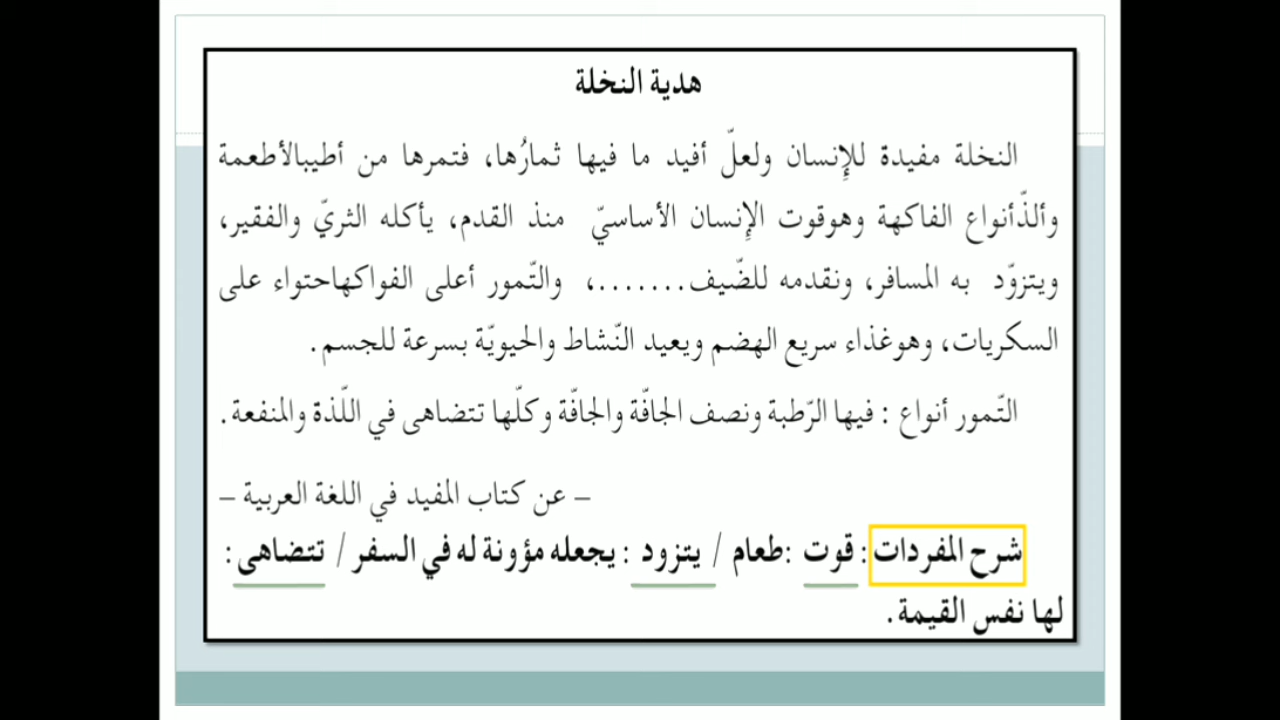 هدية النخلة
النخلة مفيدة للإنسان ولعلّ أفيد ما فيها ثمارُها، فتمرها من أطيبالأطعمة
وألذّأنواع الفاكهة وهوقوت الإنسان الأساسيّ منذ القدم، يأكله الثريّ والفقير،
ويتزوّد به المسافر، ونقدمه للضّيف.......، والتّمور أعلى الفواكهاحتواء على
السكريات، وهوغذاء سريع الهضم ويعيد النّشاط والحيويّة بسرعة للجسم.
التّمور أنواع : فيها الرّطبة ونصف الجافّة والجافّة وكلّها تتضاهى في اللّذة والمنفعة.
– عن كتاب المفيد في اللغة العربية –
شرح المفردات : قوت :طعام / يتزود : يجعله مؤونة له في السفر / تتضاهى :
لها نفس القيمة.